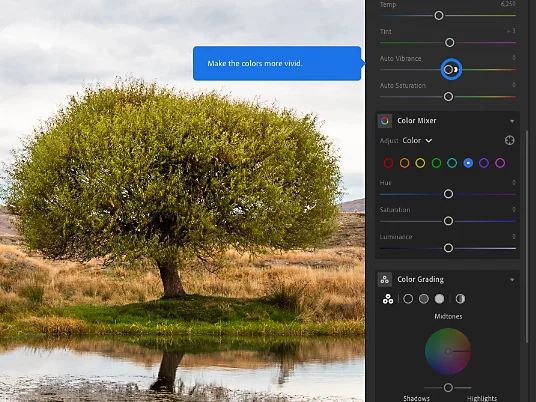 Temp 6,250
Tint + 3
Make the colors more vivid.
Auto Vibrance 0
Auto Saturation 0
Color Mixer
Adjust Color
Hue 0
Saturation 0
Luminance 0
Color Grading
Midtones
Shadows Highlights